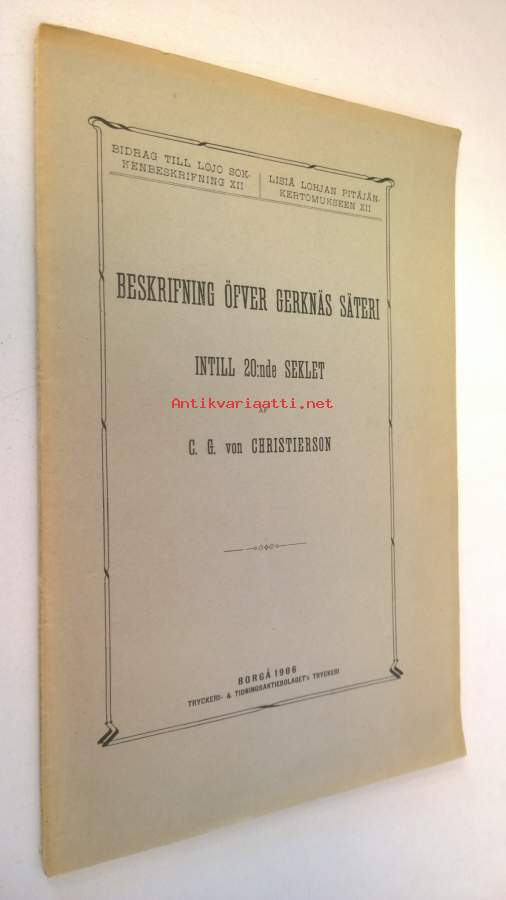 BIDRAG TILL LOJO SOK-
KENBESKRIFNING XII
LISIÄ LOHJAN PITÄJÄN-
KERTOMUKSEEN XII
BESKRIFNING ÖFVER GERKNÄS SÄTERI
INTILL 20:nde SEKLET
Antikvariaatti.net
AF
C. G. von CHRISTIERSON
BORGÅ 1906
TRYCKERI- & TIDNINGSAKTIEBOLAGET's TRYCKERI